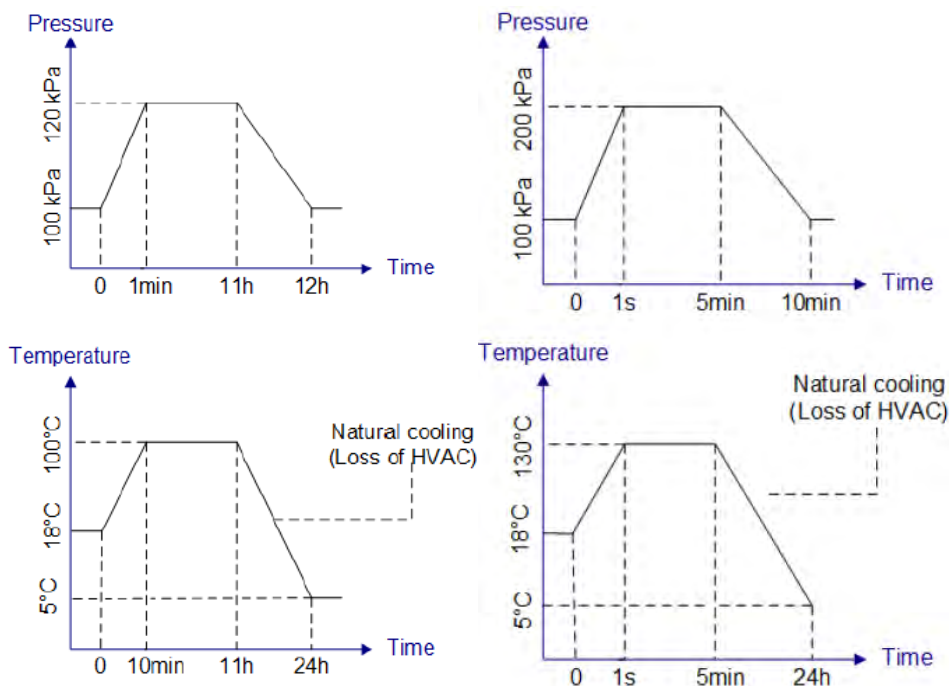 Pressure
120 kPa
100 kPa
0 1min 11h 12h
Time
Pressure
200 kPa
100 kPa
0 1s 5min 10min
Time
Temperature
100°C
18°C
5°C
Natural cooling
(Loss of HVAC)
0 10min 11h 24h
Time
Temperature
130°C
18°C
5°C
Natural cooling
(Loss of HVAC)
0 1s 5min 24h
Time